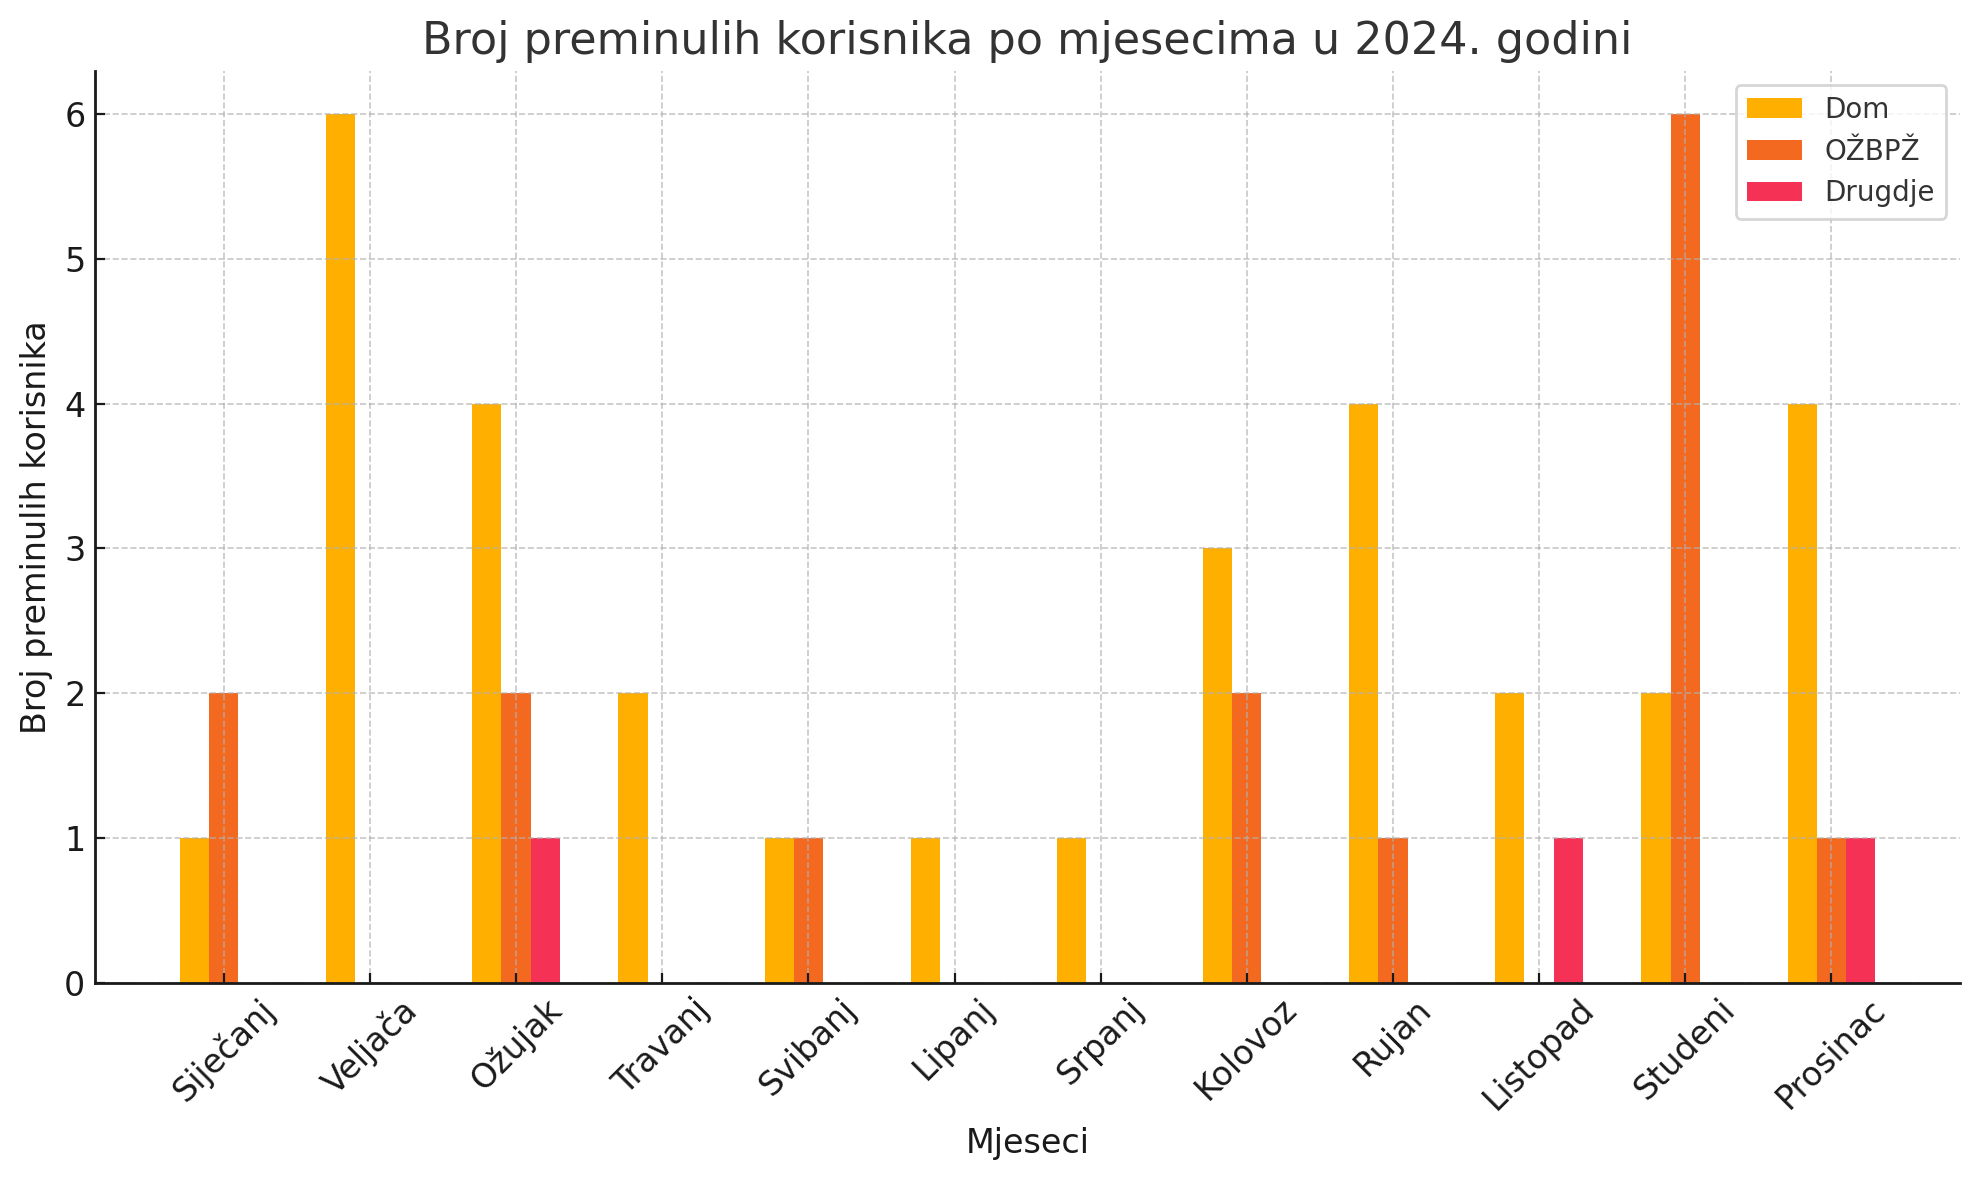 Broj preminulih korisnika po mjesecima u 2024. godini
Dom
OŽBPŽ
Drugdje
Broj preminulih korisnika
6
5
4
3
2
1
0
Siječanj
Veljača
Ožujak
Travanj
Svibanj
Lipanj
Srpanj
Kolovoz
Rujan
Listopad
Studeni
Prosinac
Mjeseci